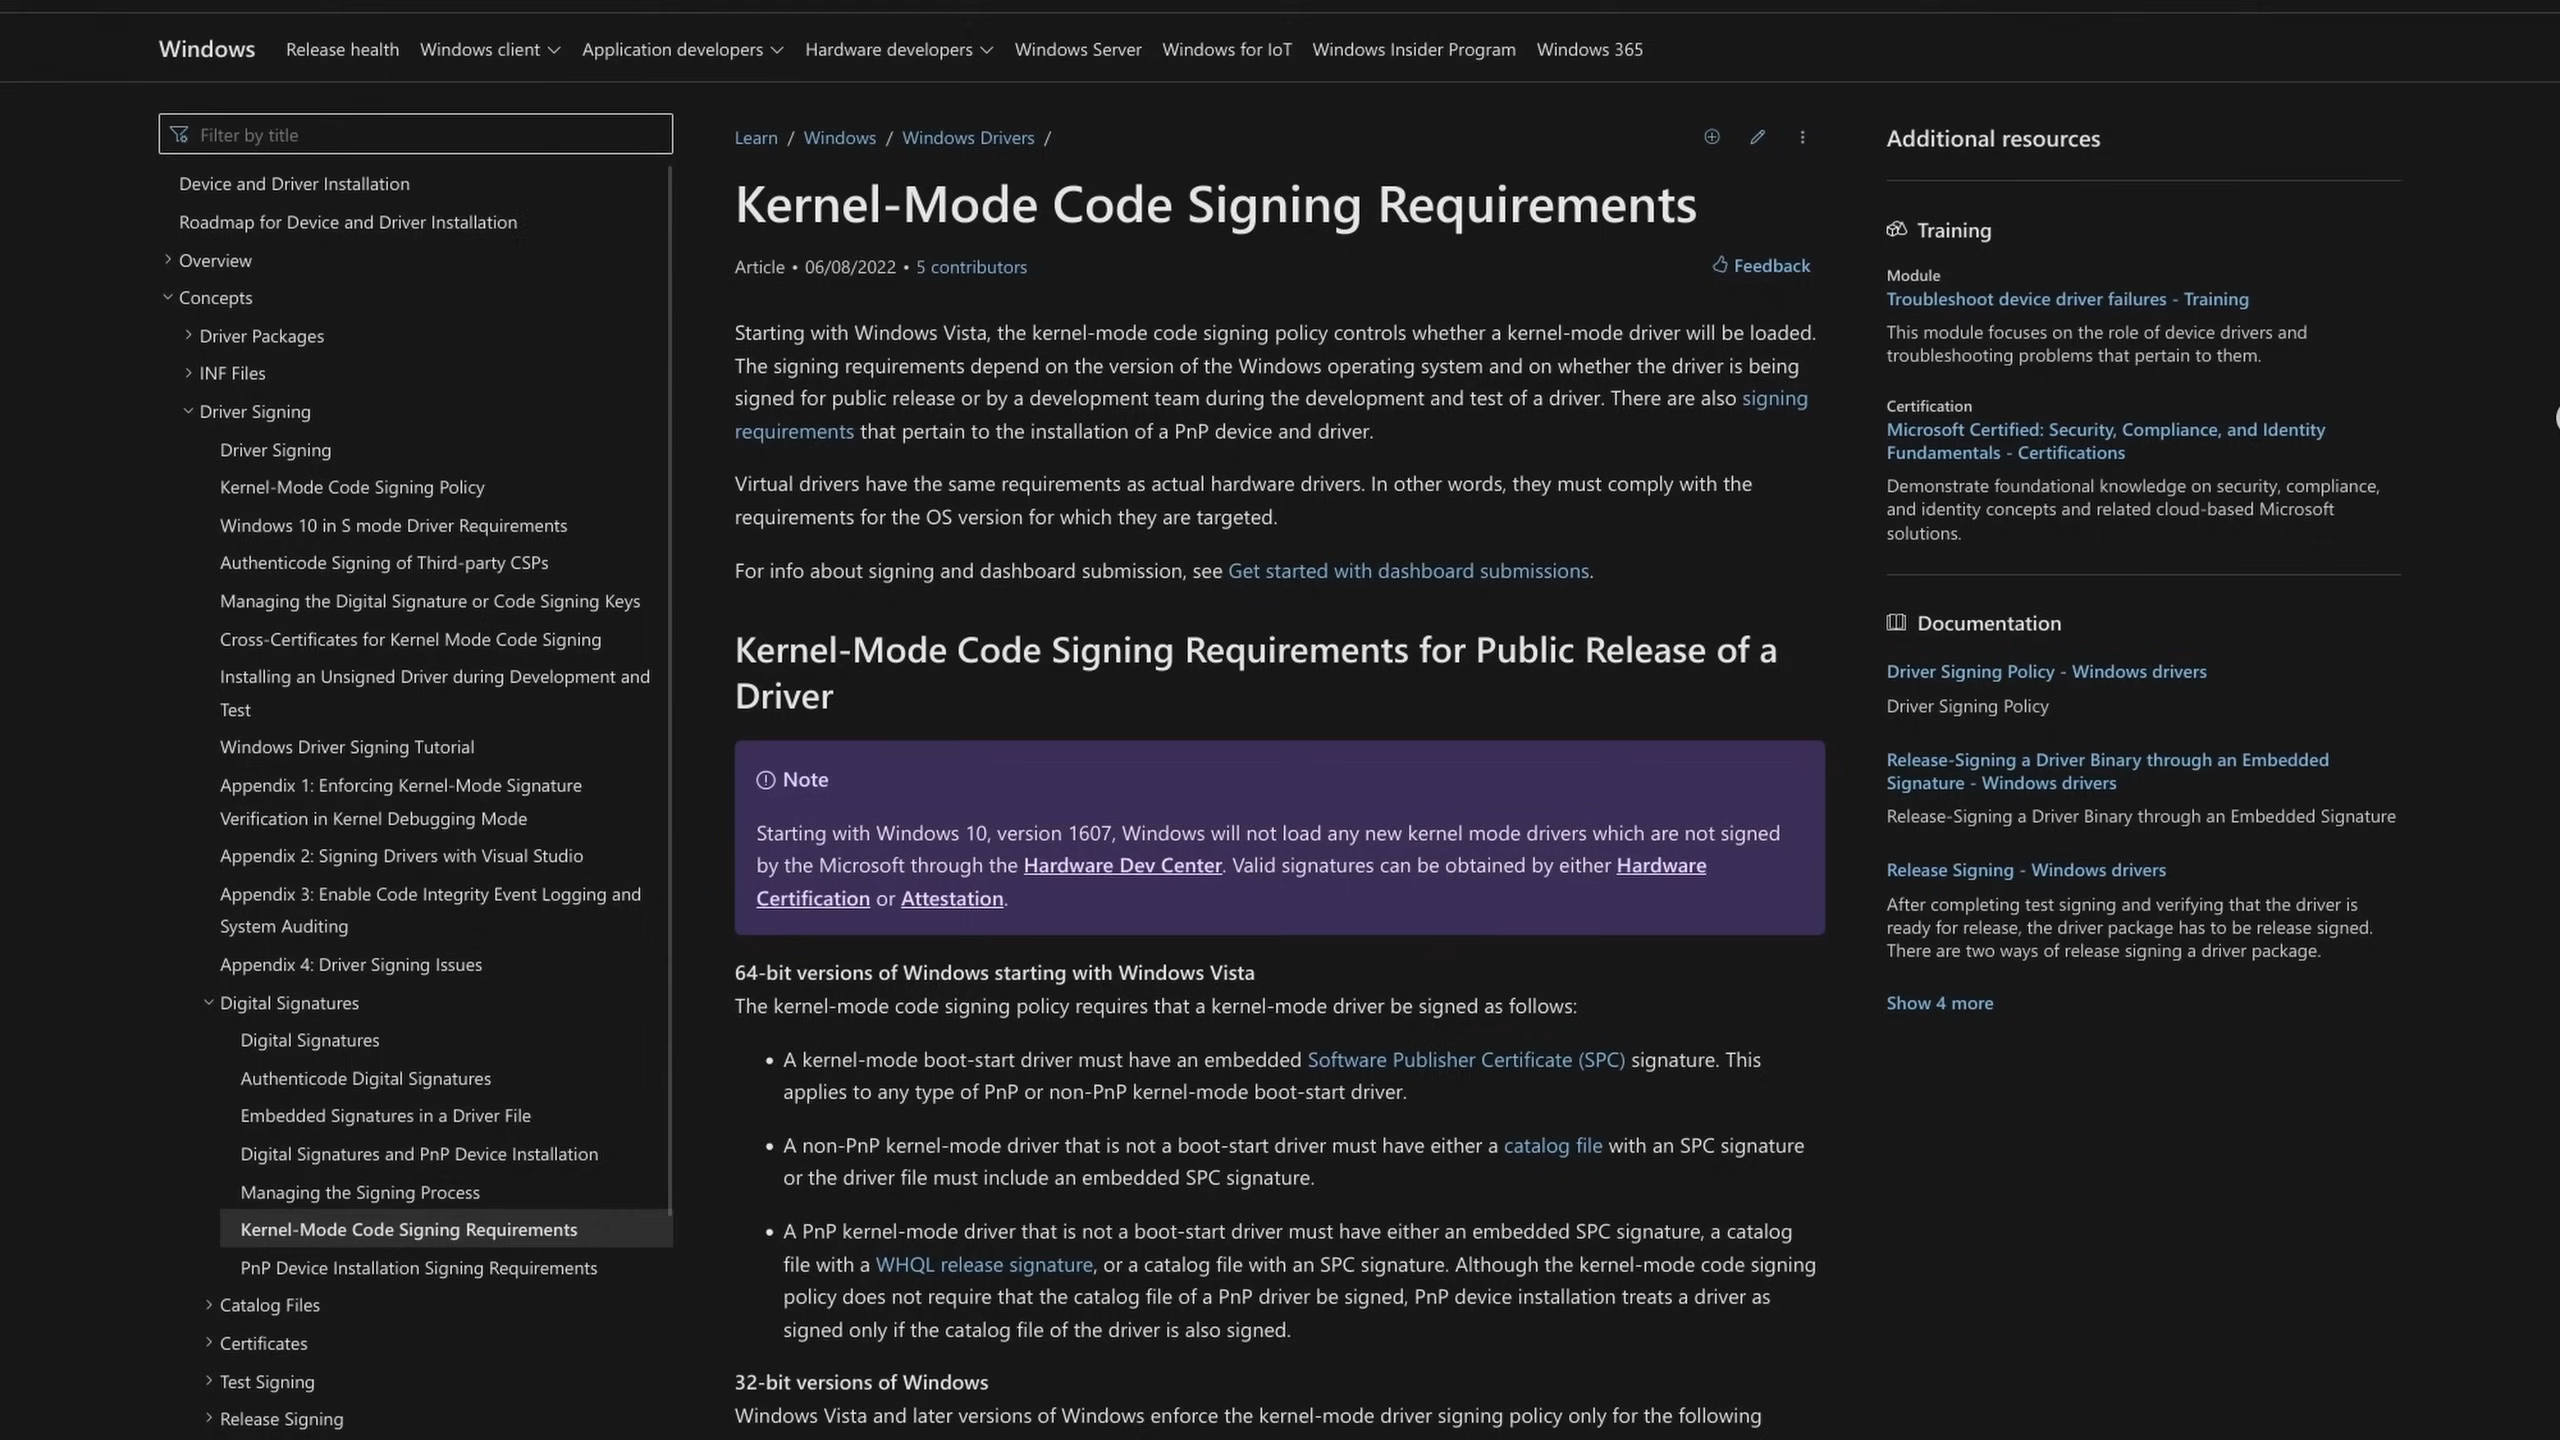 Windows Release health Windows client Application developers Hardware developers Windows Server Windows for IoT Windows Insider Program Windows 365
Filter by title
Device and Driver Installation
Roadmap for Device and Driver Installation
Overview
Concepts
Driver Packages
INF Files
Driver Signing
Driver Signing
Kernel-Mode Code Signing Policy
Windows 10 in S mode Driver Requirements
Authenticode Signing of Third-party CSPs
Managing the Digital Signature or Code Signing Keys
Cross-Certificates for Kernel Mode Code Signing
Installing an Unsigned Driver during Development and
Test
Windows Driver Signing Tutorial
Appendix 1: Enforcing Kernel-Mode Signature
Verification in Kernel Debugging Mode
Appendix 2: Signing Drivers with Visual Studio
Appendix 3: Enable Code Integrity Event Logging and
System Auditing
Appendix 4: Driver Signing Issues
Digital Signatures
Digital Signatures
Authenticode Digital Signatures
Embedded Signatures in a Driver File
Digital Signatures and PnP Device Installation
Managing the Signing Process
Kernel-Mode Code Signing Requirements
PnP Device Installation Signing Requirements
Catalog Files
Certificates
Test Signing
Release Signing
Learn / Windows / Windows Drivers /
Kernel-Mode Code Signing Requirements
Article • 06/08/2022 • 5 contributors
Feedback
Starting with Windows Vista, the kernel-mode code signing policy controls whether a kernel-mode driver will be loaded.
The signing requirements depend on the version of the Windows operating system and on whether the driver is being
signed for public release or by a development team during the development and test of a driver. There are also signing
requirements that pertain to the installation of a PnP device and driver.
Virtual drivers have the same requirements as actual hardware drivers. In other words, they must comply with the
requirements for the OS version for which they are targeted.
For info about signing and dashboard submission, see Get started with dashboard submissions.
Kernel-Mode Code Signing Requirements for Public Release of a
Driver
Note
Starting with Windows 10, version 1607, Windows will not load any new kernel mode drivers which are not signed
by the Microsoft through the Hardware Dev Center. Valid signatures can be obtained by either Hardware
Certification or Attestation.
64-bit versions of Windows starting with Windows Vista
The kernel-mode code signing policy requires that a kernel-mode driver be signed as follows:
• A kernel-mode boot-start driver must have an embedded Software Publisher Certificate (SPC) signature. This
applies to any type of PnP or non-PnP kernel-mode boot-start driver.
• A non-PnP kernel-mode driver that is not a boot-start driver must have either a catalog file with an SPC signature
or the driver file must include an embedded SPC signature.
• A PnP kernel-mode driver that is not a boot-start driver must have either an embedded SPC signature, a catalog
file with a WHQL release signature, or a catalog file with an SPC signature. Although the kernel-mode code signing
policy does not require that the catalog file of a PnP driver be signed, PnP device installation treats a driver as
signed only if the catalog file of the driver is also signed.
32-bit versions of Windows
Windows Vista and later versions of Windows enforce the kernel-mode driver signing policy only for the following
Additional resources
Training
Module
Troubleshoot device driver failures - Training
This module focuses on the role of device drivers and
troubleshooting problems that pertain to them.
Certification
Microsoft Certified: Security, Compliance, and Identity
Fundamentals - Certifications
Demonstrate foundational knowledge on security, compliance,
and identity concepts and related cloud-based Microsoft
solutions.
Documentation
Driver Signing Policy - Windows drivers
Driver Signing Policy
Release-Signing a Driver Binary through an Embedded
Signature - Windows drivers
Release-Signing a Driver Binary through an Embedded Signature
Release Signing - Windows drivers
After completing test signing and verifying that the driver is
ready for release, the driver package has to be release signed.
There are two ways of release signing a driver package.
Show 4 more